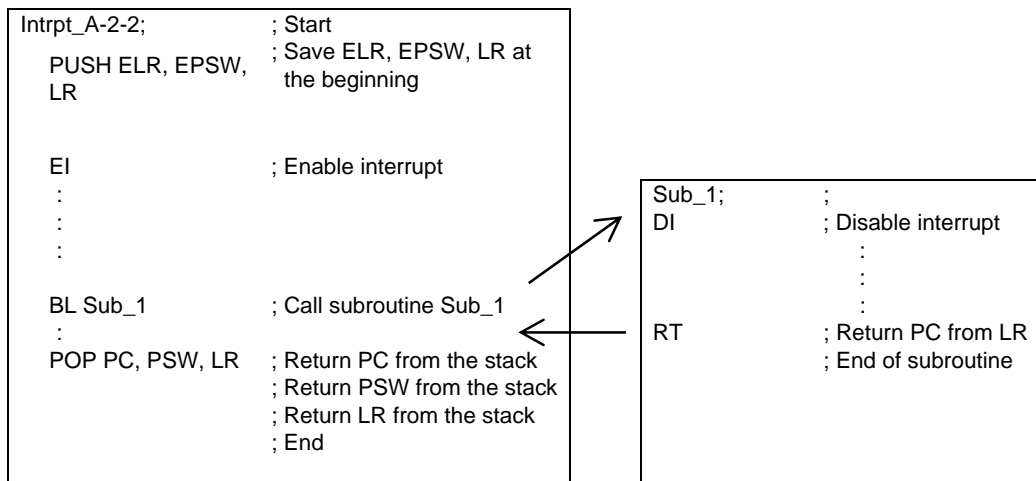 Intrpt_A-2-2; ; Start
PUSH ELR, EPSW, LR ; Save ELR, EPSW, LR at the beginning
EI ; Enable interrupt
:
:
:
BL Sub_1 ; Call subroutine Sub_1
:
POP PC, PSW, LR ; Return PC from the stack
; Return PSW from the stack
; Return LR from the stack
; End
Sub_1; ;
DI ; Disable interrupt
:
:
:
RT ; Return PC from LR
; End of subroutine